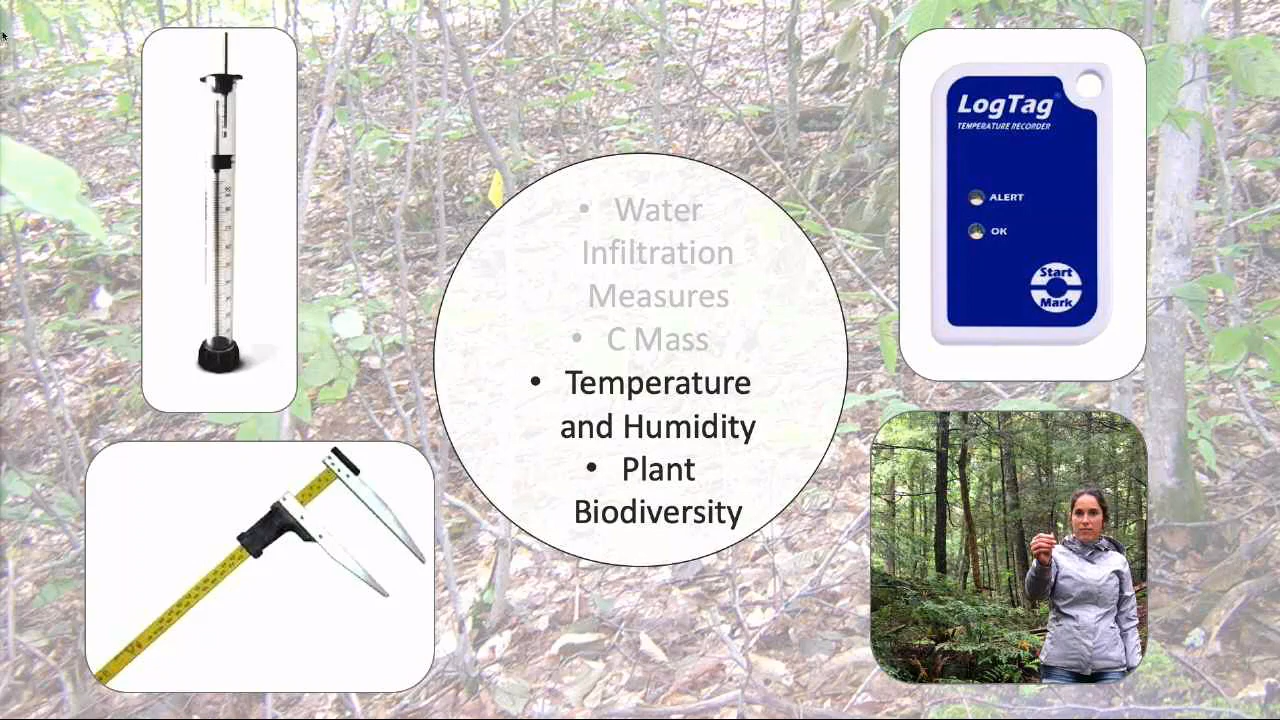 LogTag
TEMPERATURE RECORDER
ALERT
OK
Start
Mark
• Water
Infiltration
Measures
• C Mass
• Temperature
and Humidity
• Plant
Biodiversity